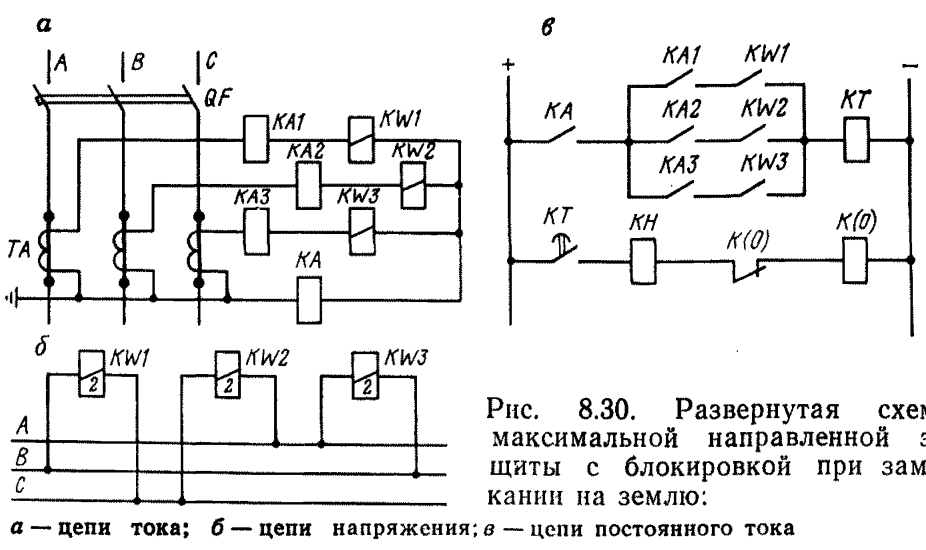 а
A B C
QF
KA1 KW1
KA2 KW2
KA3 KW3
TA
KA
б
KW1 KW2 KW3
2 2 2
A
B
C
в
+ −
KA1 KW1
KA KA2 KW2 KT
KA3 KW3
KT KH K(0) K(0)
Рис. 8.30. Развернутая схем
максимальной направленной з
щиты с блокировкой при зам
кании на землю:
а — цепи тока; б — цепи напряжения; в — цепи постоянного тока